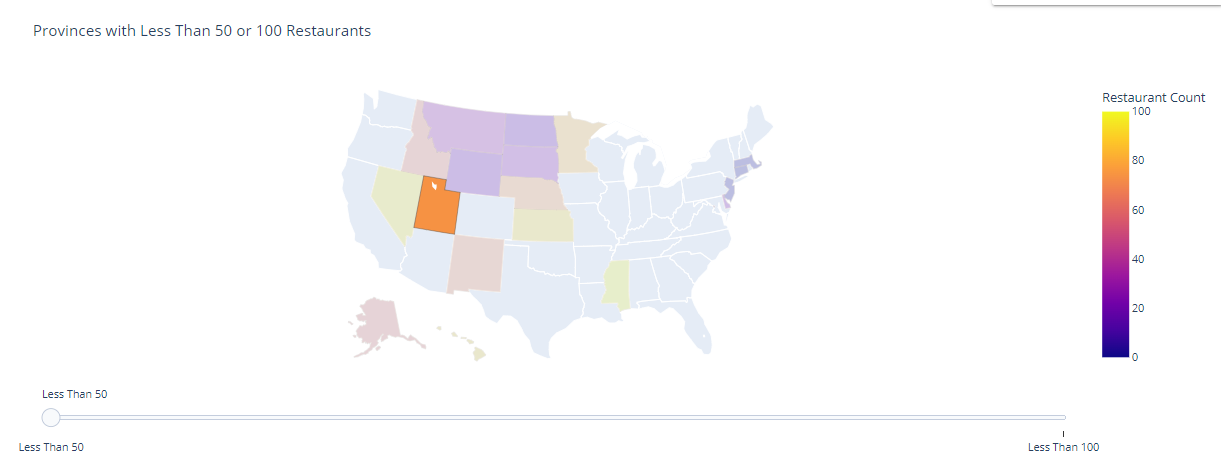 Provinces with Less Than 50 or 100 Restaurants
Restaurant Count
100
80
60
40
20
0
Less Than 50
Less Than 50
Less Than 100